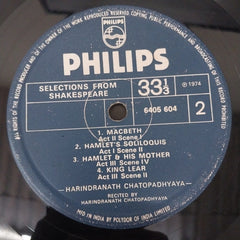 ALL RIGHTS OF THE RECORD PRODUCER AND OF THE OWNER OF THE RECORDED WORK RESERVED. COPYING, PUBLIC PERFORMANCE AND BROADCASTING OF THIS RECORD PROHIBITED
PHILIPS
PHILIPS
SELECTIONS FROM
SHAKESPEARE
33⅓
℗ 1974
6405 604
2
1. MACBETH
Act II Scene I
2. HAMLET'S SOLILOQUIS
Act I Scene II
3. HAMLET & HIS MOTHER
Act III Scene IV
4. KING LEAR
Act III Scene II
HARINDRANATH CHATOPADHYAYA
RECITED BY
HARINDRANATH CHATOPADHYAYA
MFD IN INDIA BY POLYDOR OF INDIA LIMITED.